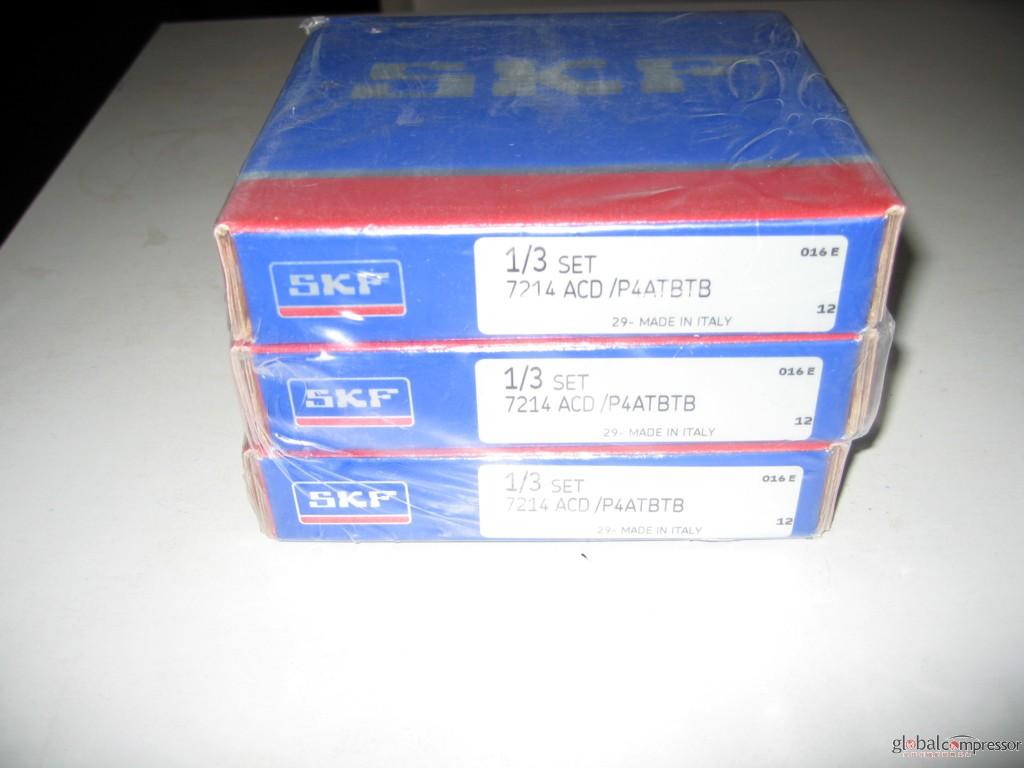 SKF
SKF
1/3 SET
016 E
7214 ACD /P4ATBTB
29- MADE IN ITALY
12
SKF
1/3 SET
016 E
7214 ACD /P4ATBTB
29- MADE IN ITALY
12
SKF
1/3 SET
016 E
7214 ACD /P4ATBTB
29- MADE IN ITALY
12
globalcompressor